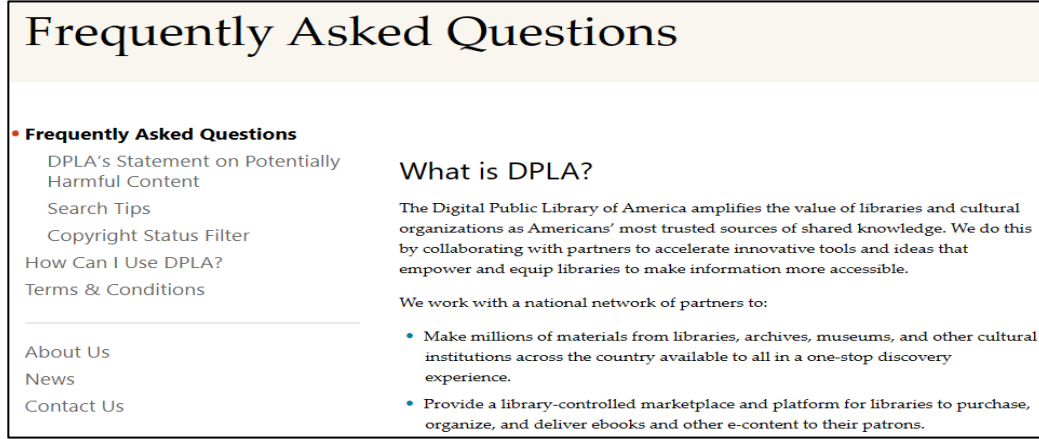 Frequently Asked Questions
Frequently Asked Questions
DPLA's Statement on Potentially
Harmful Content
Search Tips
Copyright Status Filter
How Can I Use DPLA?
Terms & Conditions
About Us
News
Contact Us
What is DPLA?
The Digital Public Library of America amplifies the value of libraries and cultural
organizations as Americans' most trusted sources of shared knowledge. We do this
by collaborating with partners to accelerate innovative tools and ideas that
empower and equip libraries to make information more accessible.
We work with a national network of partners to:
• Make millions of materials from libraries, archives, museums, and other cultural
institutions across the country available to all in a one-stop discovery
experience.
• Provide a library-controlled marketplace and platform for libraries to purchase,
organize, and deliver ebooks and other e-content to their patrons.